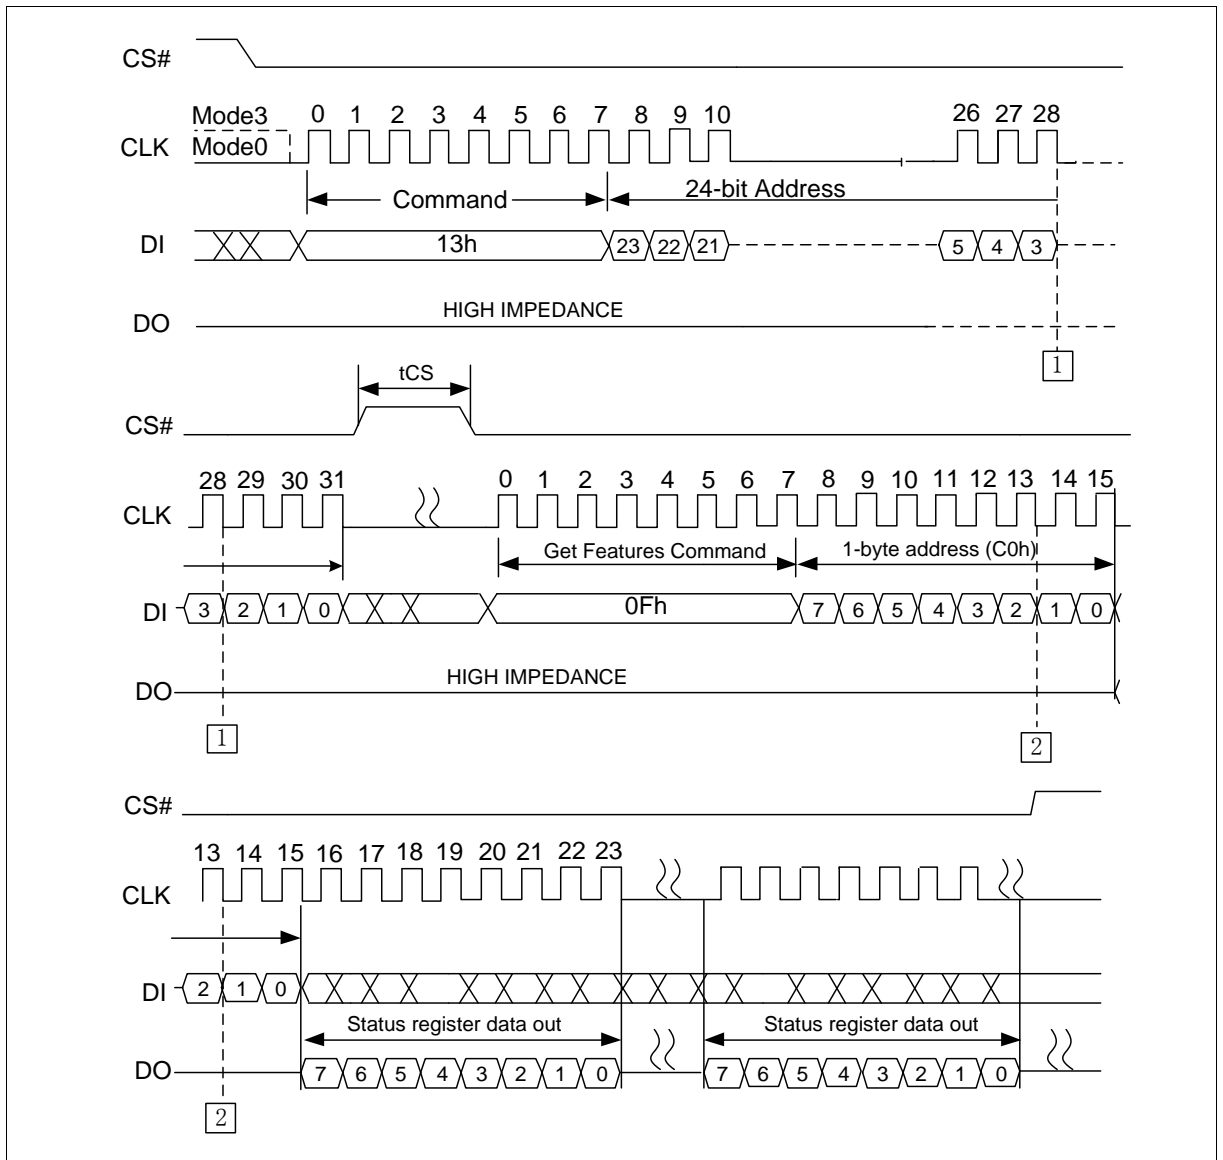 CS#
Mode3 0 1 2 3 4 5 6 7 8 9 10 26 27 28
CLK Mode0
Command 24-bit Address
DI 13h 23 22 21 5 4 3
HIGH IMPEDANCE
DO
1
tCS
CS#
28 29 30 31 0 1 2 3 4 5 6 7 8 9 10 11 12 13 14 15
CLK
Get Features Command 1-byte address (C0h)
DI 3 2 1 0 0Fh 7 6 5 4 3 2 1 0
HIGH IMPEDANCE
DO
1 2
CS#
13 14 15 16 17 18 19 20 21 22 23
CLK
DI 2 1 0
Status register data out Status register data out
DO 7 6 5 4 3 2 1 0 7 6 5 4 3 2 1 0
2